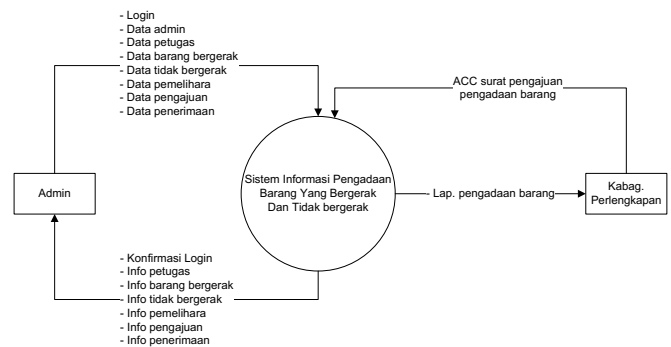 - Login
- Data admin
- Data petugas
- Data barang bergerak
- Data tidak bergerak
- Data pemelihara
- Data pengajuan
- Data penerimaan
ACC surat pengajuan
pengadaan barang
Admin
Sistem Informasi Pengadaan
Barang Yang Bergerak
Dan Tidak bergerak
- Lap. pengadaan barang
Kabag.
Perlengkapan
- Konfirmasi Login
- Info petugas
- Info barang bergerak
- Info tidak bergerak
- Info pemelihara
- Info pengajuan
- Info penerimaan